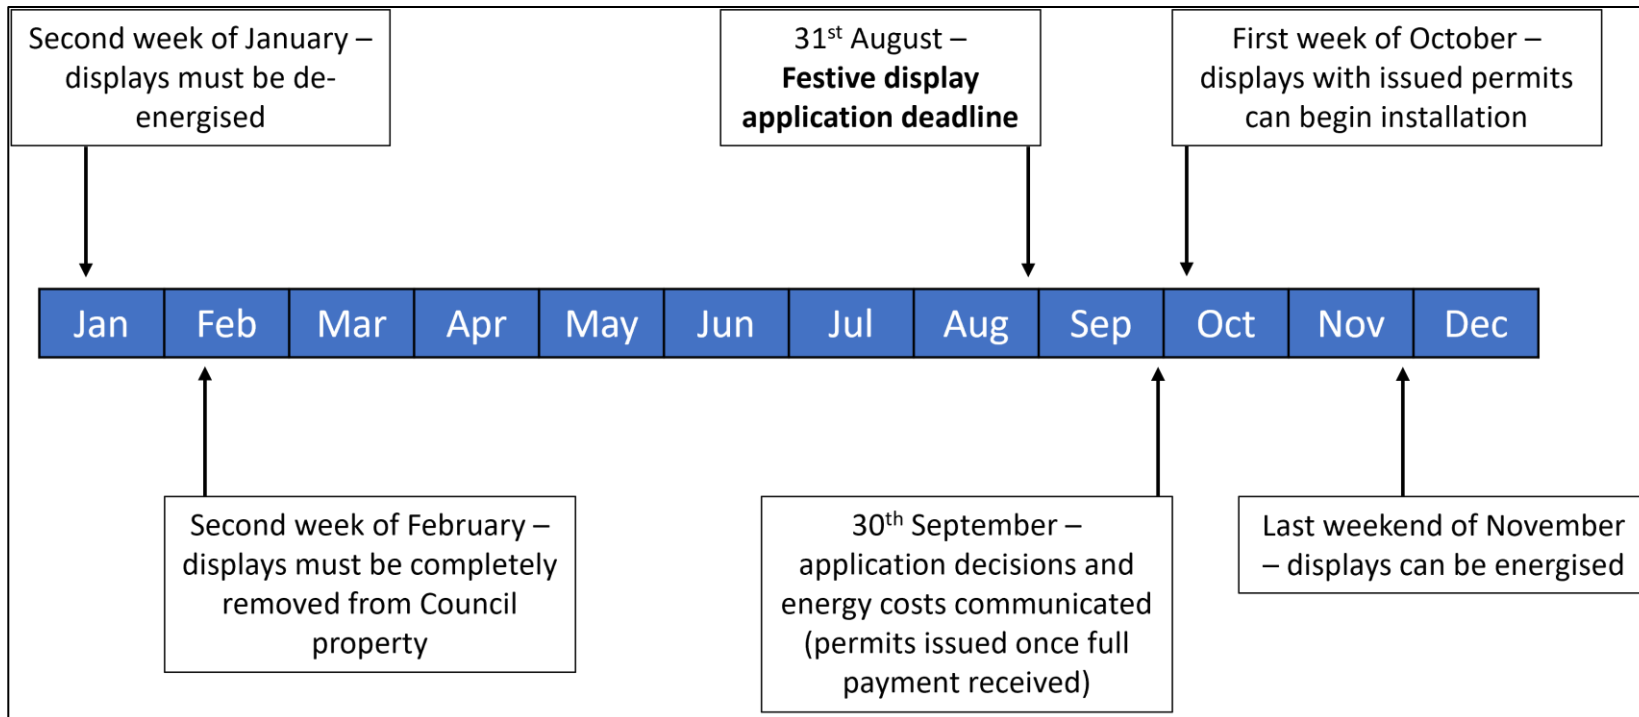 Second week of January –
displays must be de-
energised
31st August –
Festive display
application deadline
First week of October –
displays with issued permits
can begin installation
Jan Feb Mar Apr May Jun Jul Aug Sep Oct Nov Dec
Second week of February –
displays must be completely
removed from Council
property
30th September –
application decisions and
energy costs communicated
(permits issued once full
payment received)
Last weekend of November
– displays can be energised